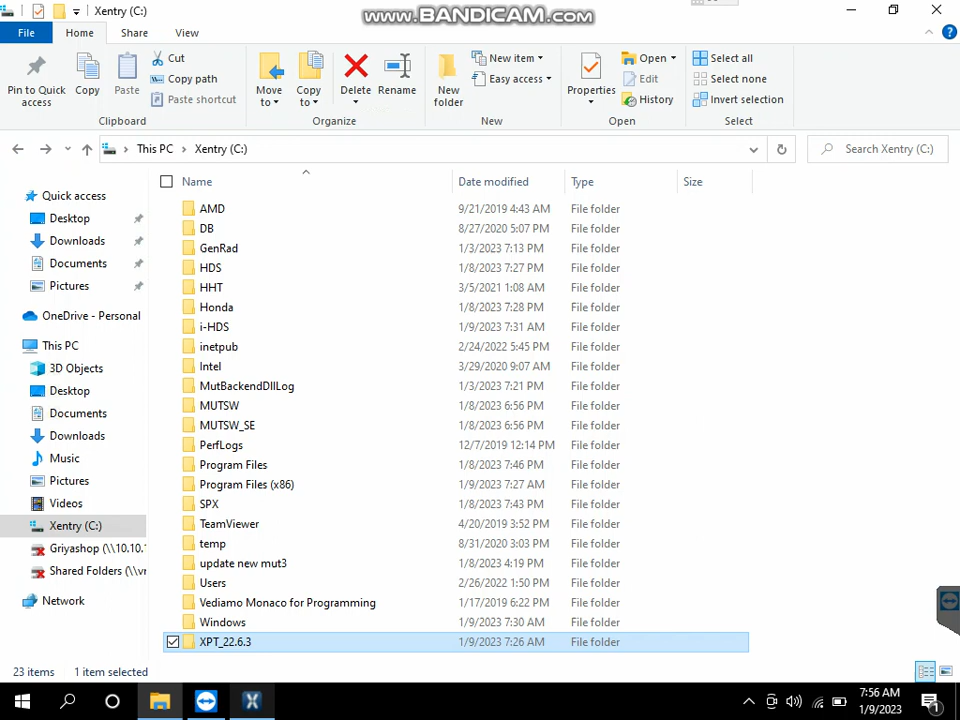 Xentry (C:)
www.BANDICAM.com
File
Home
Share
View
Pin to Quick access
Copy
Paste
Cut
Copy path
Paste shortcut
Clipboard
Move to
Copy to
Delete
Rename
Organize
New folder
New item
Easy access
New
Properties
Open
Edit
History
Open
Select all
Select none
Invert selection
Select
This PC > Xentry (C:)
Search Xentry (C:)
Name Date modified Type Size
Quick access
Desktop
Downloads
Documents
Pictures
OneDrive - Personal
This PC
3D Objects
Desktop
Documents
Downloads
Music
Pictures
Videos
Xentry (C:)
Griyashop (\\10.10.1
Shared Folders (\\vr
Network
AMD 9/21/2019 4:43 AM File folder
DB 8/27/2020 5:07 PM File folder
GenRad 1/3/2023 7:13 PM File folder
HDS 1/8/2023 7:27 PM File folder
HHT 3/5/2021 1:08 AM File folder
Honda 1/8/2023 7:28 PM File folder
i-HDS 1/9/2023 7:31 AM File folder
inetpub 2/24/2022 5:45 PM File folder
Intel 3/29/2020 9:07 AM File folder
MutBackendDllLog 1/3/2023 7:21 PM File folder
MUTSW 1/8/2023 6:56 PM File folder
MUTSW_SE 1/8/2023 6:56 PM File folder
PerfLogs 12/7/2019 12:14 PM File folder
Program Files 1/8/2023 7:46 PM File folder
Program Files (x86) 1/9/2023 7:27 AM File folder
SPX 1/8/2023 7:43 PM File folder
TeamViewer 4/20/2019 3:52 PM File folder
temp 8/31/2020 3:03 PM File folder
update new mut3 1/8/2023 4:19 PM File folder
Users 2/26/2022 1:50 PM File folder
Vediamo Monaco for Programming 1/17/2019 6:22 PM File folder
Windows 1/9/2023 7:30 AM File folder
XPT_22.6.3 1/9/2023 7:26 AM File folder
23 items 1 item selected
7:56 AM
1/9/2023
1